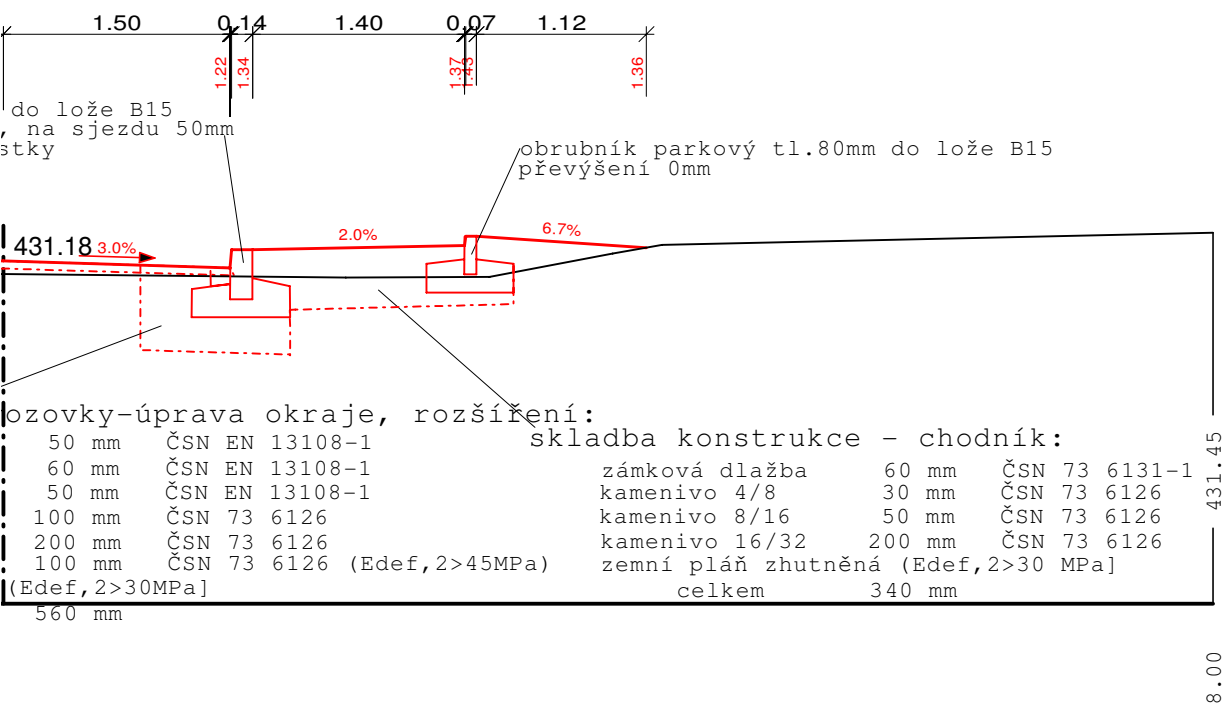 1.50 0.14 1.40 0.07 1.12
1.22 1.34 1.37 1.43 1.36
do lože B15
, na sjezdu 50mm
stky
obrubník parkový tl.80mm do lože B15
převýšení 0mm
431.18 3.0% 2.0% 6.7%
ozovky-úprava okraje, rozšíření:
50 mm ČSN EN 13108-1
60 mm ČSN EN 13108-1
50 mm ČSN EN 13108-1
100 mm ČSN 73 6126
200 mm ČSN 73 6126
100 mm ČSN 73 6126 (Edef,2>45MPa)
(Edef,2>30MPa]
560 mm
skladba konstrukce - chodník:
zámková dlažba 60 mm ČSN 73 6131-1
kamenivo 4/8 30 mm ČSN 73 6126
kamenivo 8/16 50 mm ČSN 73 6126
kamenivo 16/32 200 mm ČSN 73 6126
zemní pláň zhutněná (Edef,2>30 MPa]
celkem 340 mm
431.45
8.00